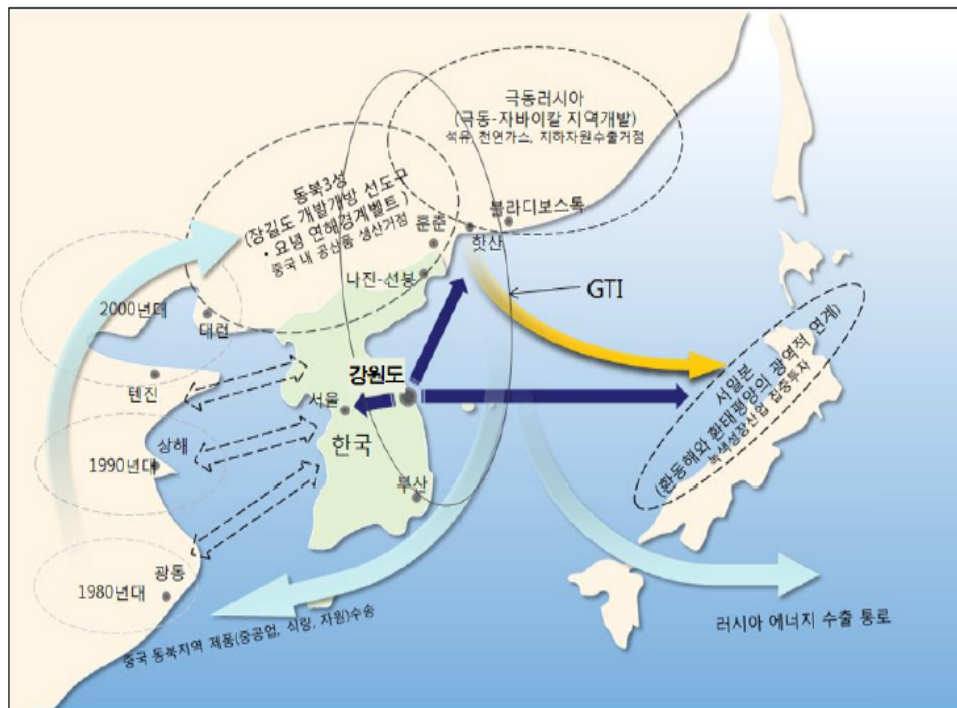 극동러시아
(극동-자바이칼 지역개발)
석유, 천연가스, 지하자원수출거점
동북3성
(장길도 개발개방 선도구
・요녕 연해경계벨트)
중국 내 공산품 생산거점
블라디보스톡
훈춘
핫산
나진-선봉
GTI
2000년대
대련
강원도
서울
한국
텐진
상해
1990년대
부산
광동
1980년대
서일본
(환동해와 환태평양의 광역적 연계)
녹색성장산업 집중투자
중국 동북지역 제품(중공업, 식량, 자원)수송
러시아 에너지 수출 통로